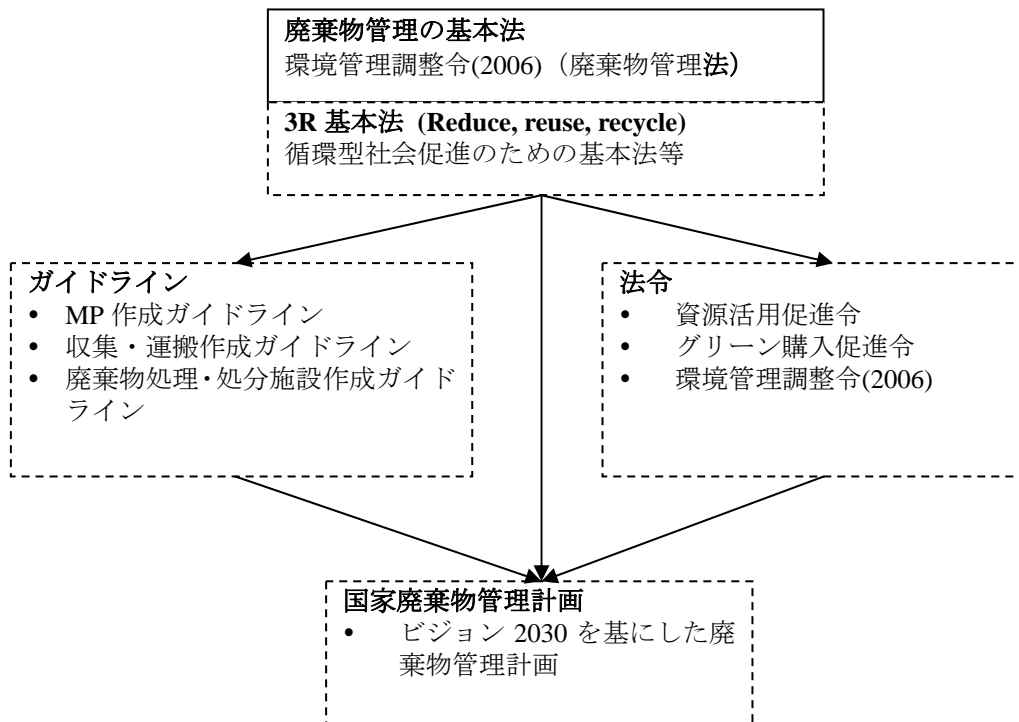 廃棄物管理の基本法
環境管理調整令(2006)（廃棄物管理法）
3R 基本法 (Reduce, reuse, recycle)
循環型社会促進のための基本法等
ガイドライン
• MP 作成ガイドライン
• 収集・運搬作成ガイドライン
• 廃棄物処理・処分施設作成ガイド
ライン
法令
• 資源活用促進令
• グリーン購入促進令
• 環境管理調整令(2006)
国家廃棄物管理計画
• ビジョン 2030 を基にした廃
棄物管理計画